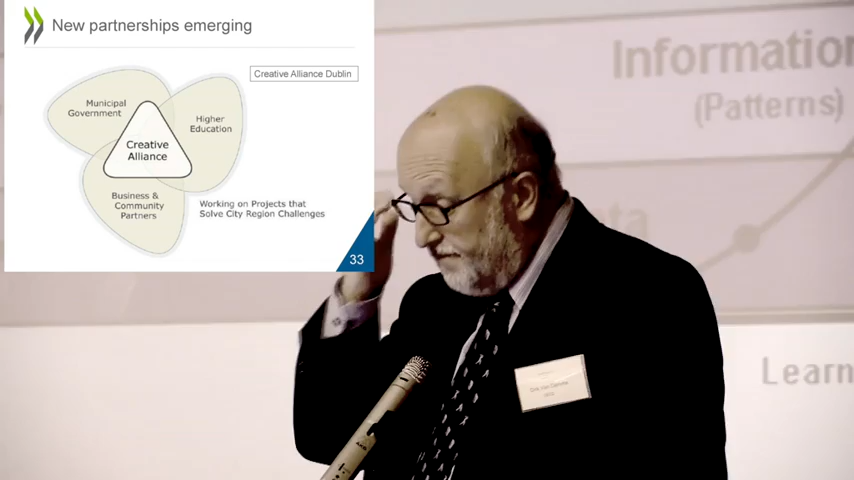 New partnerships emerging
Creative Alliance Dublin
Municipal
Government
Higher
Education
Creative
Alliance
Business &
Community
Partners
Working on Projects that
Solve City Region Challenges
33
Information
(Patterns)
Learn